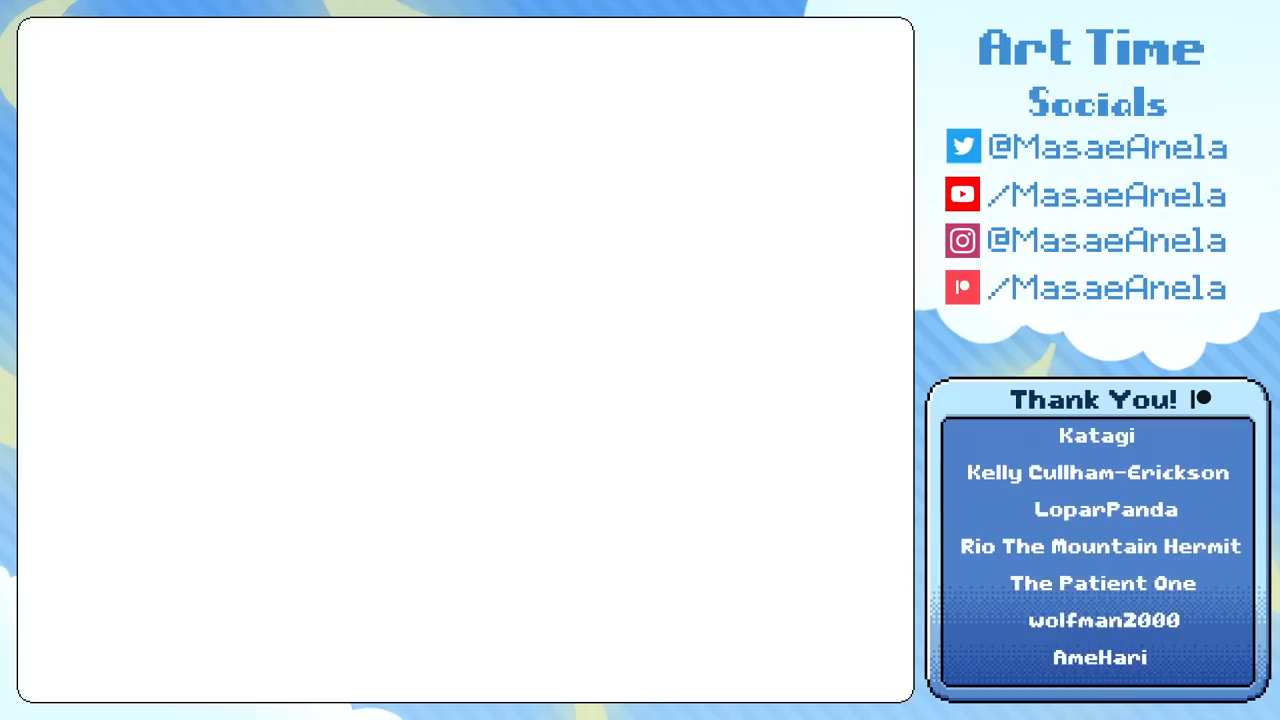 Art Time
Socials
@MasaeAnela
/MasaeAnela
@MasaeAnela
/MasaeAnela
Thank You!
Katagi
Kelly Cullham-Erickson
LoparPanda
Rio The Mountain Hermit
The Patient One
wolfman2000
AmeHari